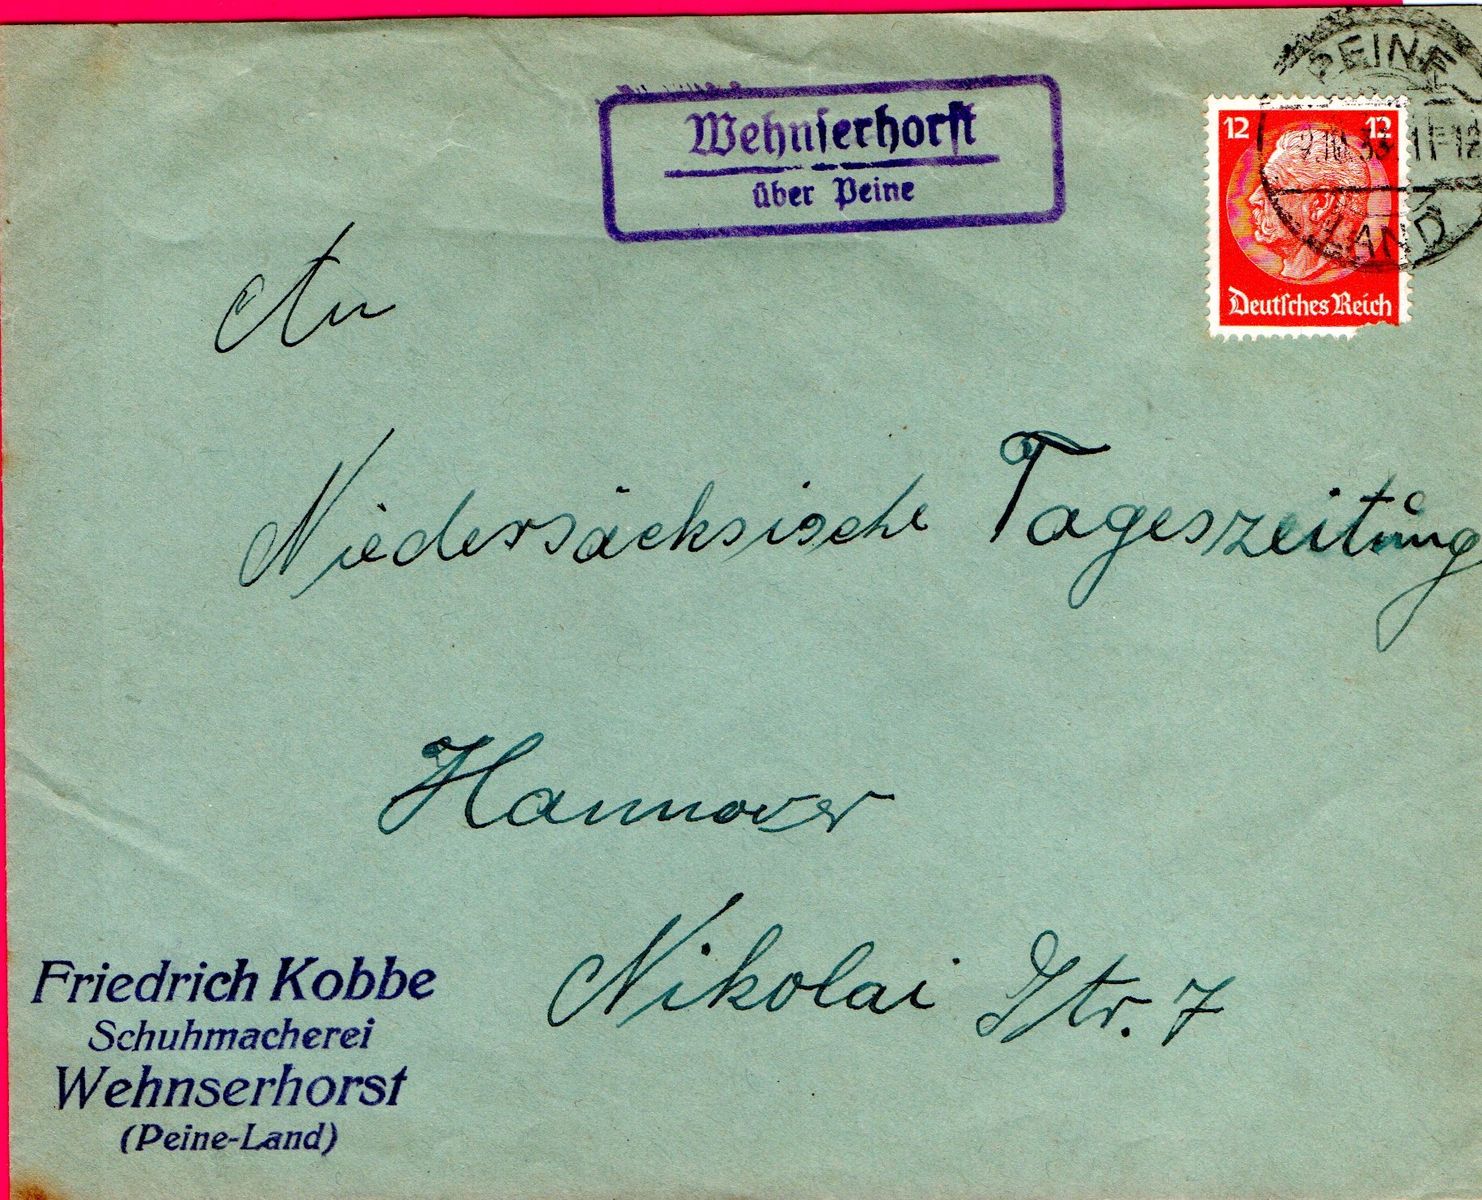 Wehnserhorst
über Peine
PEINE
LAND
12 12
Deutsches Reich
An
Niedersächsische Tageszeitung
Hannover
Nikolai Str. 7
Friedrich Kobbe
Schuhmacherei
Wehnserhorst
(Peine-Land)